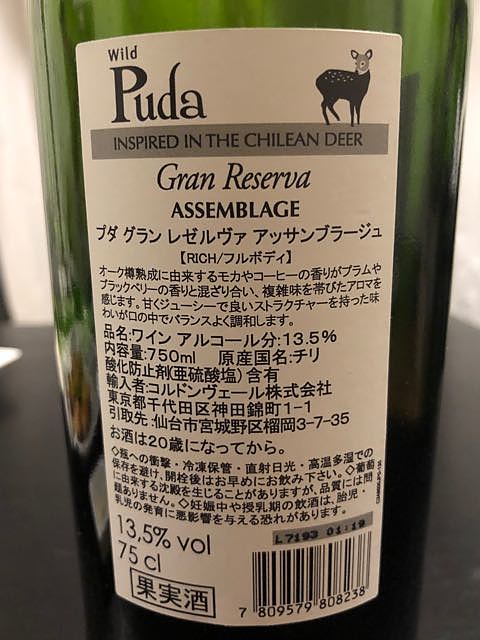 Wild
Puda
INSPIRED IN THE CHILEAN DEER
Gran Reserva
ASSEMBLAGE
プダ グラン レゼルヴァ アッサンブラージュ
【RICH/フルボディ】
オーク樽熟成に由来するモカやコーヒーの香りがプラムや
ブラックベリーの香りと混ざり合い、複雑味を帯びたアロマを
感じます。甘くジューシーで良いストラクチャーを持った味
わいが口の中でバランスよく調和します。
品名:ワイン アルコール分:13.5%
内容量:750ml 原産国名:チリ
酸化防止剤(亜硫酸塩)含有
輸入者:コルドンヴェール株式会社
東京都千代田区神田錦町1-1
引取先:仙台市宮城野区榴岡3-7-35
お酒は20歳になってから。
◇瓶への衝撃・冷凍保管・直射日光・高温多湿での
保存を避け、開栓後はお早めにお飲み下さい。◇葡萄
に由来する沈殿を生じることがありますが、品質には問
題ありません。◇妊娠中や授乳期の飲酒は、胎児・
乳児の発育に悪影響を与える恐れがあります。
13,5% vol
75 cl
果実酒
L7193 01:19
7 809579 808238